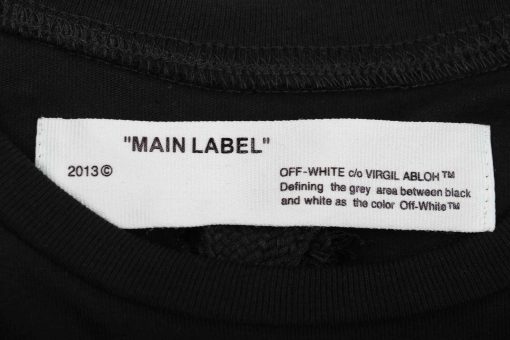 "MAIN LABEL"
2013©
OFF-WHITE c/o VIRGIL ABLOH™
Defining the grey area between black
and white as the color Off-White™